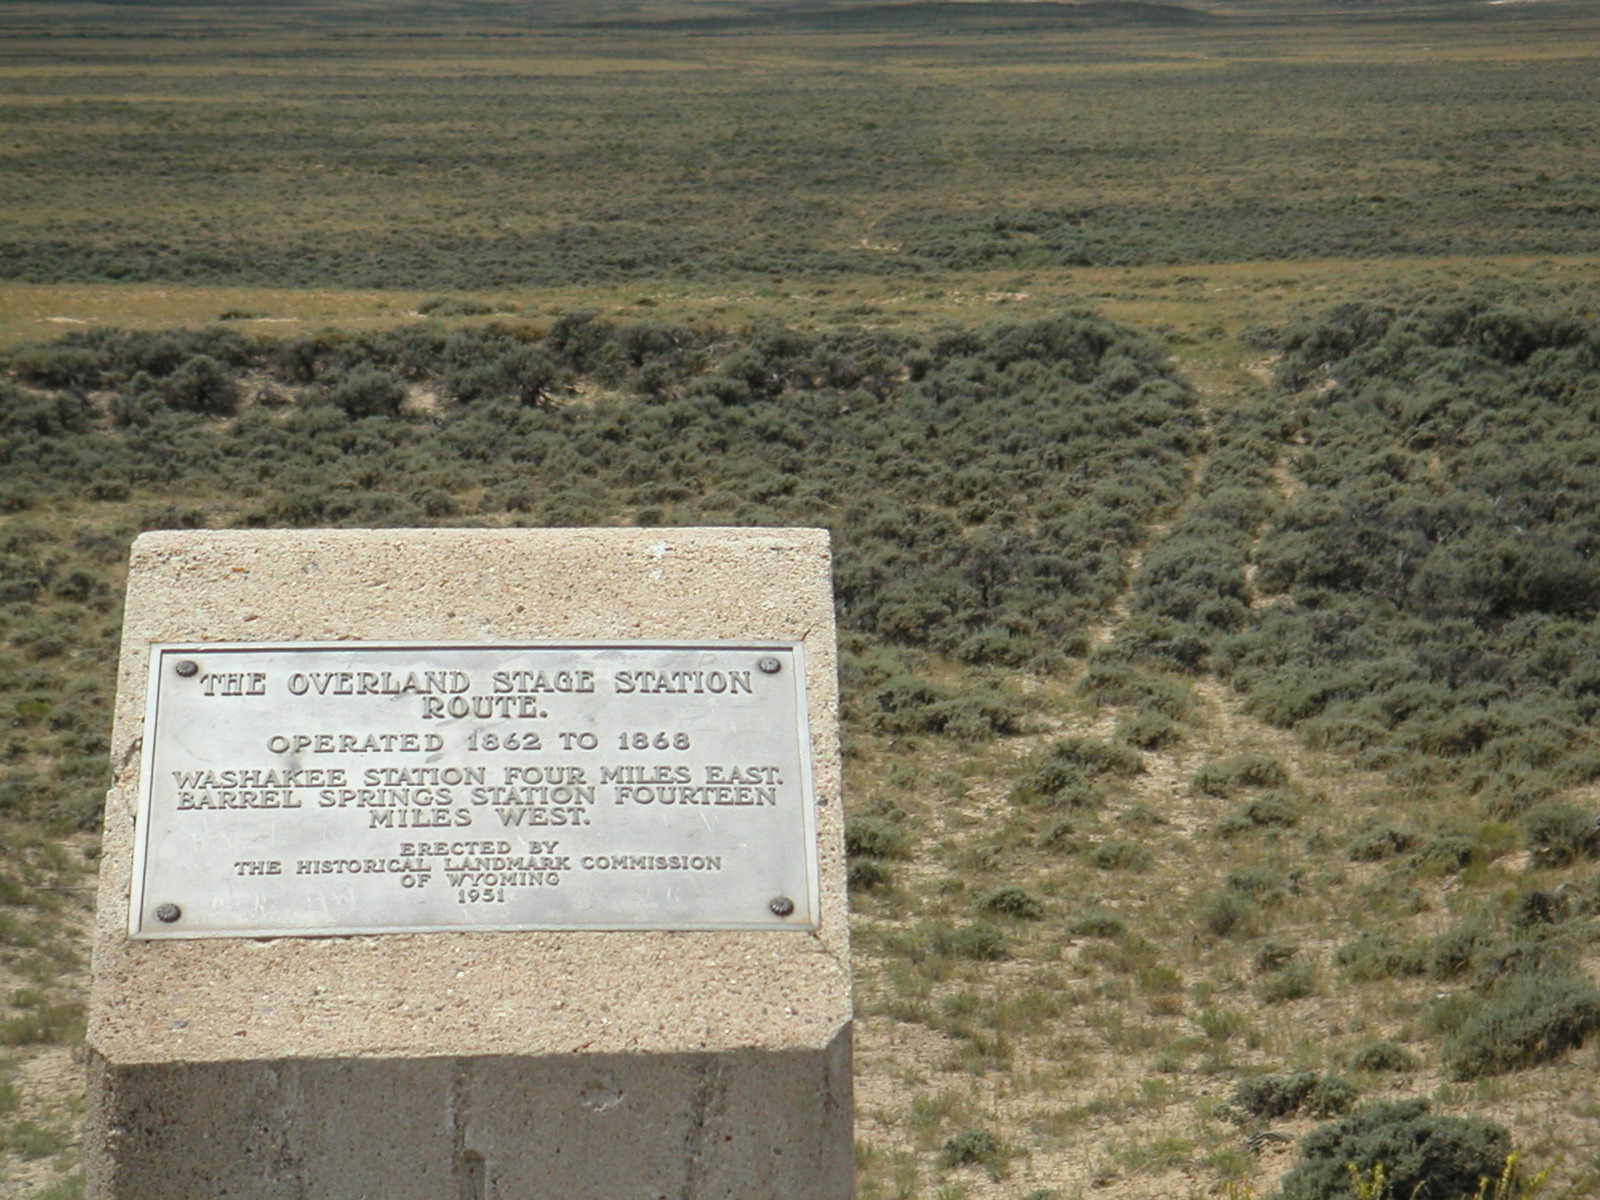 THE OVERLAND STAGE STATION
ROUTE.
OPERATED 1862 TO 1868
WASHAKEE STATION FOUR MILES EAST.
BARREL SPRINGS STATION FOURTEEN
MILES WEST.
ERECTED BY
THE HISTORICAL LANDMARK COMMISSION
OF WYOMING
1951